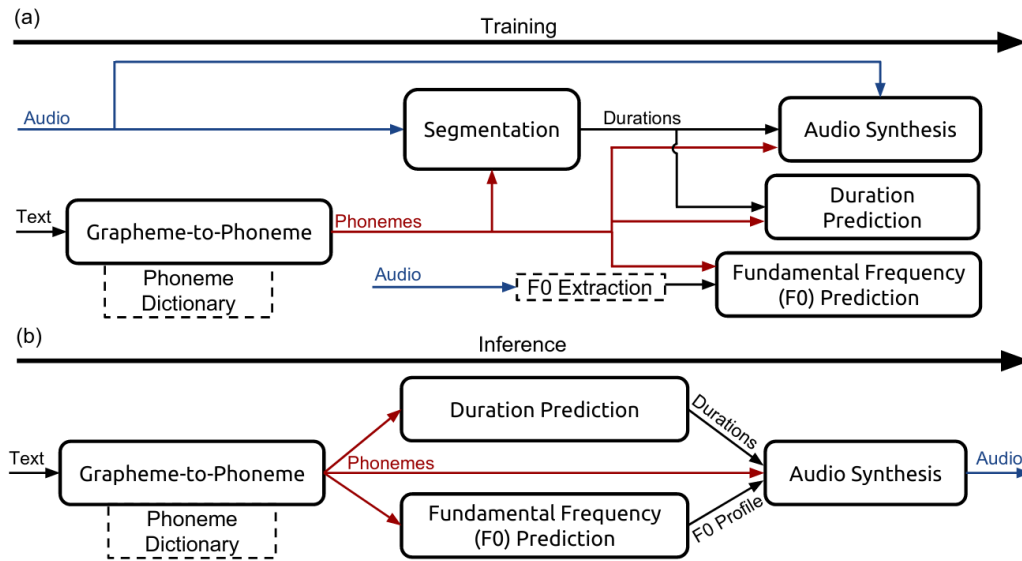 (a)
Training
Audio
Segmentation
Durations
Audio Synthesis
Text
Grapheme-to-Phoneme
Phonemes
Duration
Prediction
Phoneme
Dictionary
Audio
F0 Extraction
Fundamental Frequency
(F0) Prediction
(b)
Inference
Duration Prediction
Durations
Text
Grapheme-to-Phoneme
Phonemes
Audio Synthesis
Audio
Phoneme
Dictionary
Fundamental Frequency
(F0) Prediction
F0 Profile